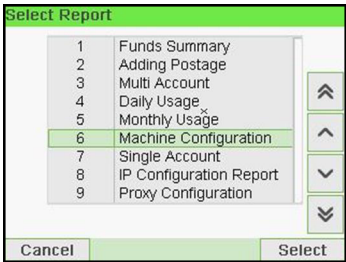 Select Report
1 Funds Summary
2 Adding Postage
3 Multi Account
4 Daily Usage
5 Monthly Usage
6 Machine Configuration
7 Single Account
8 IP Configuration Report
9 Proxy Configuration
Cancel Select